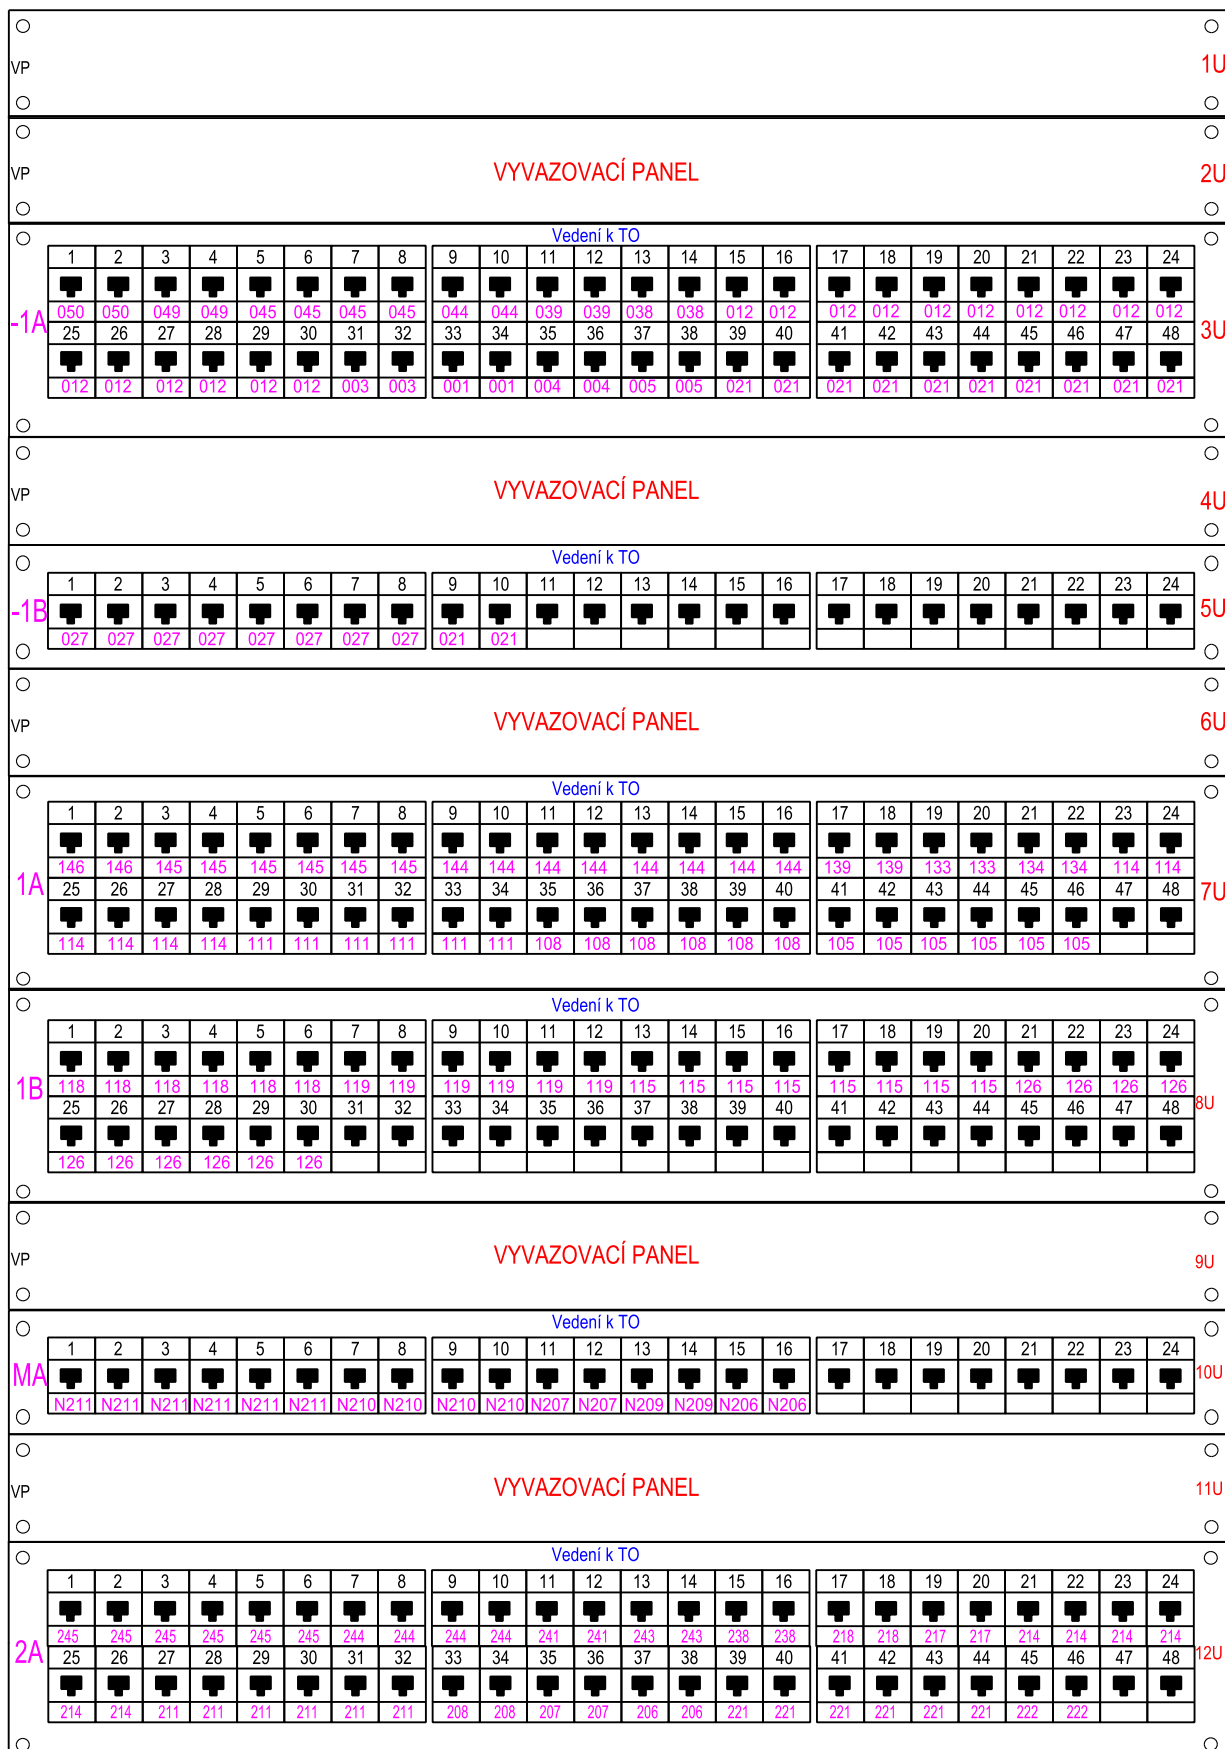 VP 1U
VP VYVAZOVACÍ PANEL 2U
Vedení k TO
1 2 3 4 5 6 7 8 9 10 11 12 13 14 15 16 17 18 19 20 21 22 23 24
050 050 049 049 045 045 045 045 044 044 039 039 038 038 012 012 012 012 012 012 012 012 012 012
-1A 3U
25 26 27 28 29 30 31 32 33 34 35 36 37 38 39 40 41 42 43 44 45 46 47 48
012 012 012 012 012 012 003 003 001 001 004 004 005 005 021 021 021 021 021 021 021 021 021 021
VP VYVAZOVACÍ PANEL 4U
Vedení k TO
1 2 3 4 5 6 7 8 9 10 11 12 13 14 15 16 17 18 19 20 21 22 23 24
-1B 5U
027 027 027 027 027 027 027 027 021 021
VP VYVAZOVACÍ PANEL 6U
Vedení k TO
1 2 3 4 5 6 7 8 9 10 11 12 13 14 15 16 17 18 19 20 21 22 23 24
146 146 145 145 145 145 145 145 144 144 144 144 144 144 144 144 139 139 133 133 134 134 114 114
1A 7U
25 26 27 28 29 30 31 32 33 34 35 36 37 38 39 40 41 42 43 44 45 46 47 48
114 114 114 114 111 111 111 111 111 111 108 108 108 108 108 108 105 105 105 105 105 105
Vedení k TO
1 2 3 4 5 6 7 8 9 10 11 12 13 14 15 16 17 18 19 20 21 22 23 24
118 118 118 118 118 118 119 119 119 119 119 119 115 115 115 115 115 115 115 115 126 126 126 126
1B 8U
25 26 27 28 29 30 31 32 33 34 35 36 37 38 39 40 41 42 43 44 45 46 47 48
126 126 126 126 126 126
VP VYVAZOVACÍ PANEL 9U
Vedení k TO
1 2 3 4 5 6 7 8 9 10 11 12 13 14 15 16 17 18 19 20 21 22 23 24
MA 10U
N211 N211 N211 N211 N211 N211 N210 N210 N210 N210 N207 N207 N209 N209 N206 N206
VP VYVAZOVACÍ PANEL 11U
Vedení k TO
1 2 3 4 5 6 7 8 9 10 11 12 13 14 15 16 17 18 19 20 21 22 23 24
245 245 245 245 245 245 244 244 244 244 241 241 243 243 238 238 218 218 217 217 214 214 214 214
2A 12U
25 26 27 28 29 30 31 32 33 34 35 36 37 38 39 40 41 42 43 44 45 46 47 48
214 214 211 211 211 211 211 211 208 208 207 207 206 206 221 221 221 221 221 221 222 222